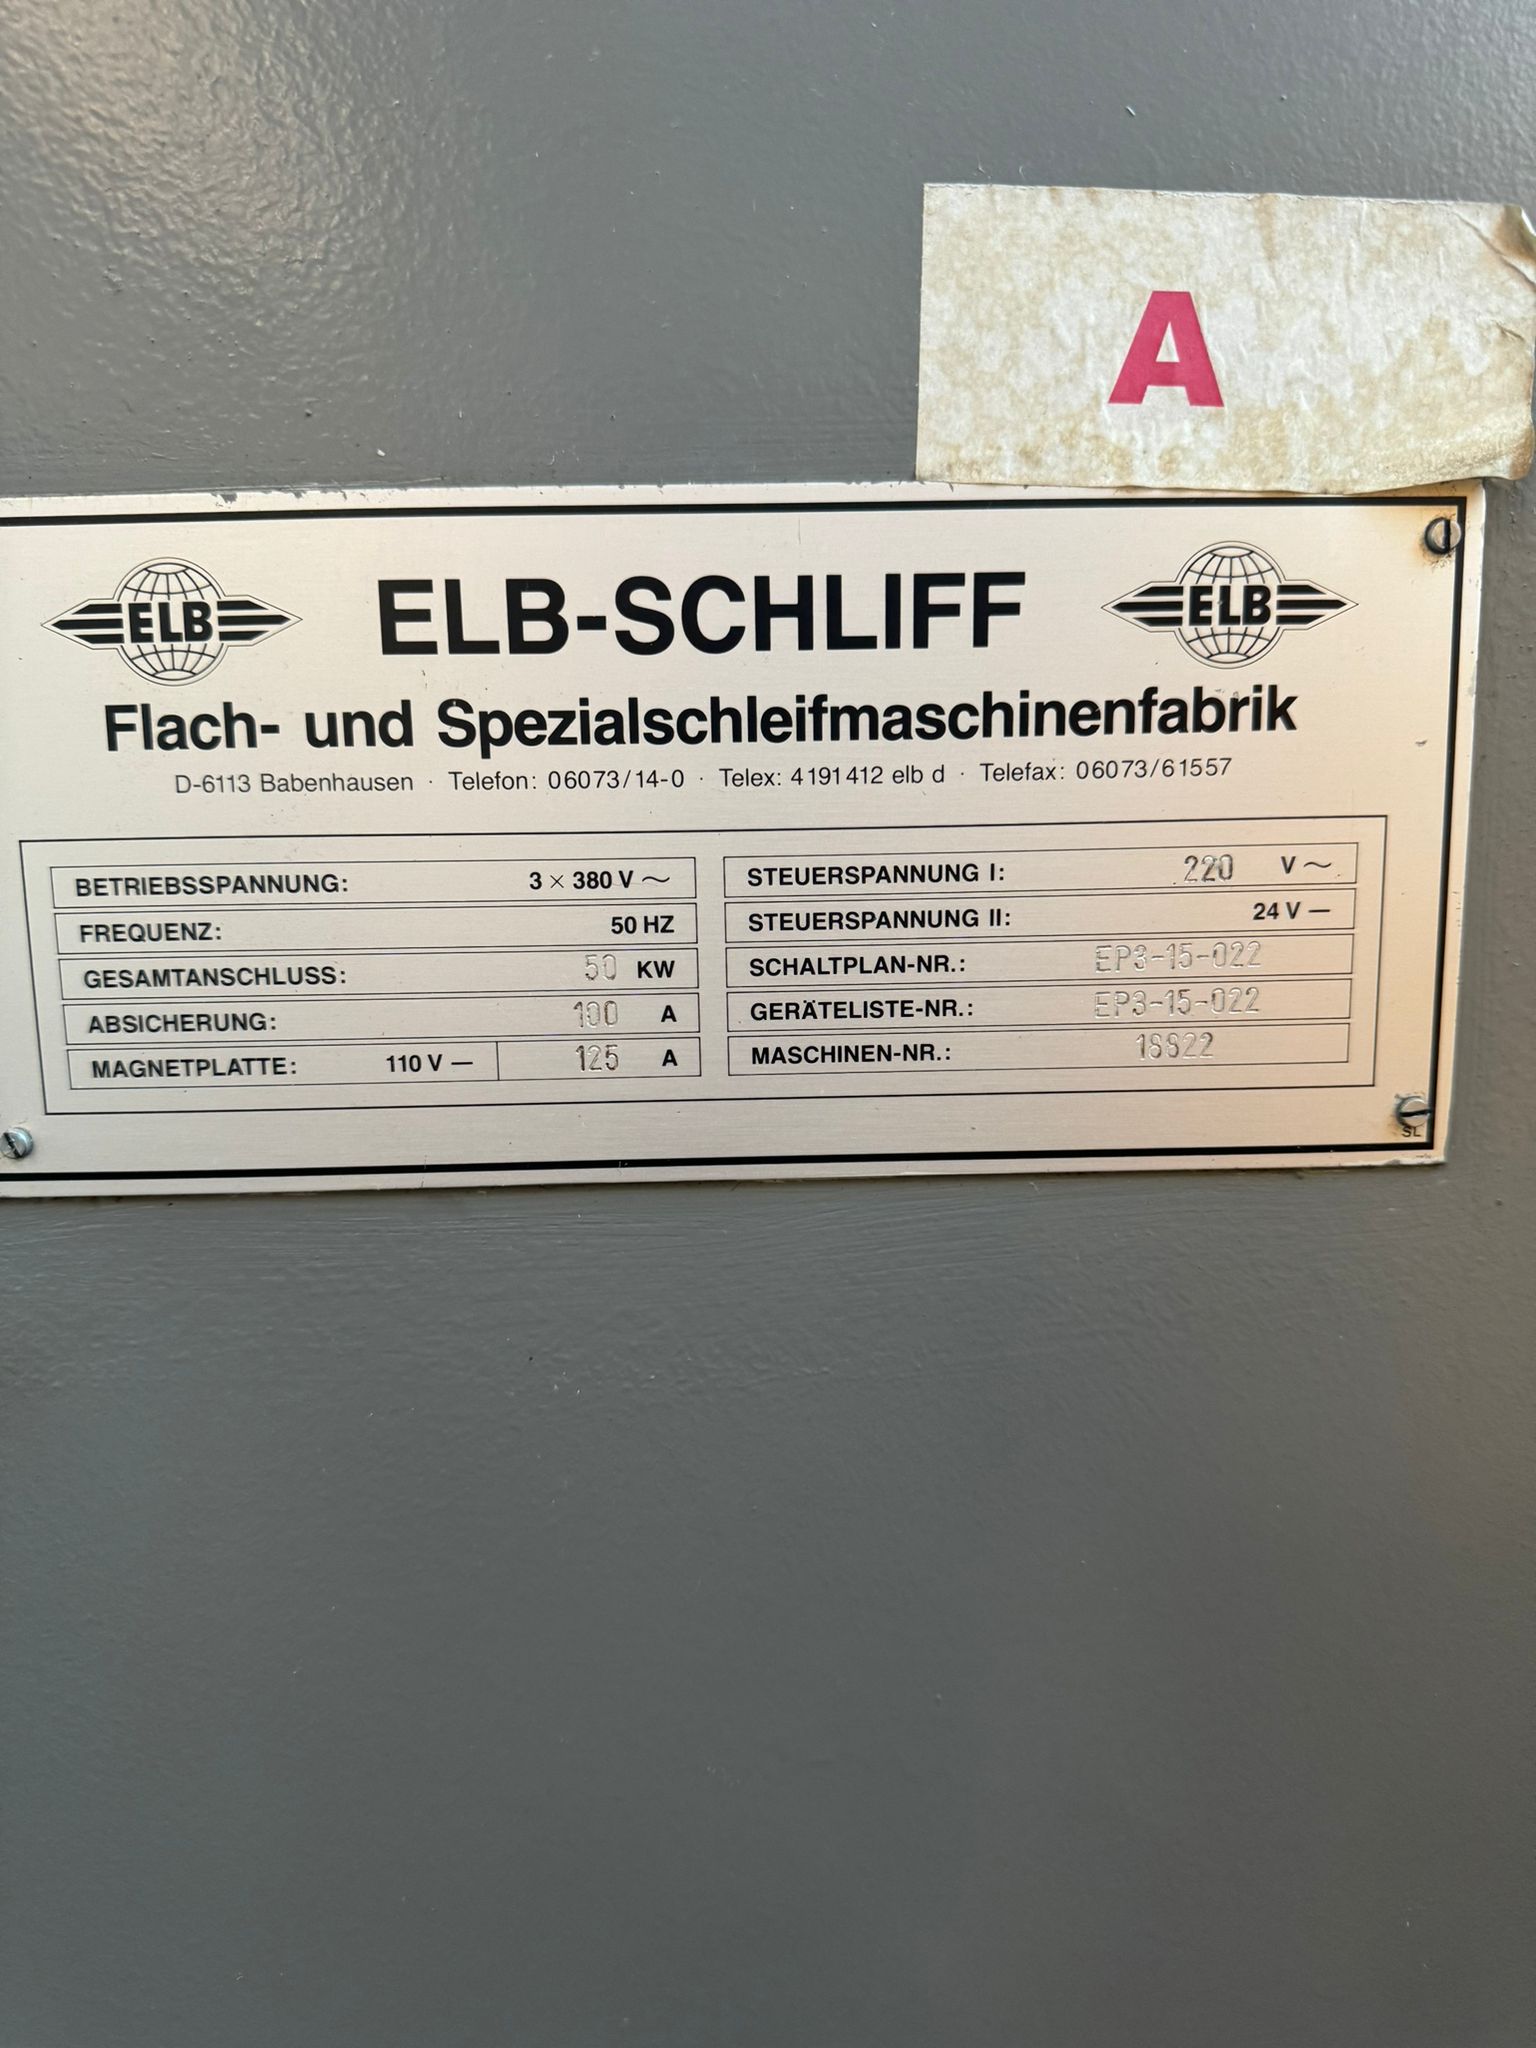 A
ELB
ELB-SCHLIFF
ELB
Flach- und Spezialschleifmaschinenfabrik
D-6113 Babenhausen · Telefon: 06073/14-0 · Telex: 4191412 elb d · Telefax: 06073/61557
BETRIEBSSPANNUNG: 3 × 380 V ~
FREQUENZ: 50 HZ
GESAMTANSCHLUSS: 50 KW
ABSICHERUNG: 100 A
MAGNETPLATTE: 110 V — 125 A
STEUERSPANNUNG I: 220 V ~
STEUERSPANNUNG II: 24 V —
SCHALTPLAN-NR.: EP3-15-022
GERÄTELISTE-NR.: EP3-15-022
MASCHINEN-NR.: 18822
SL